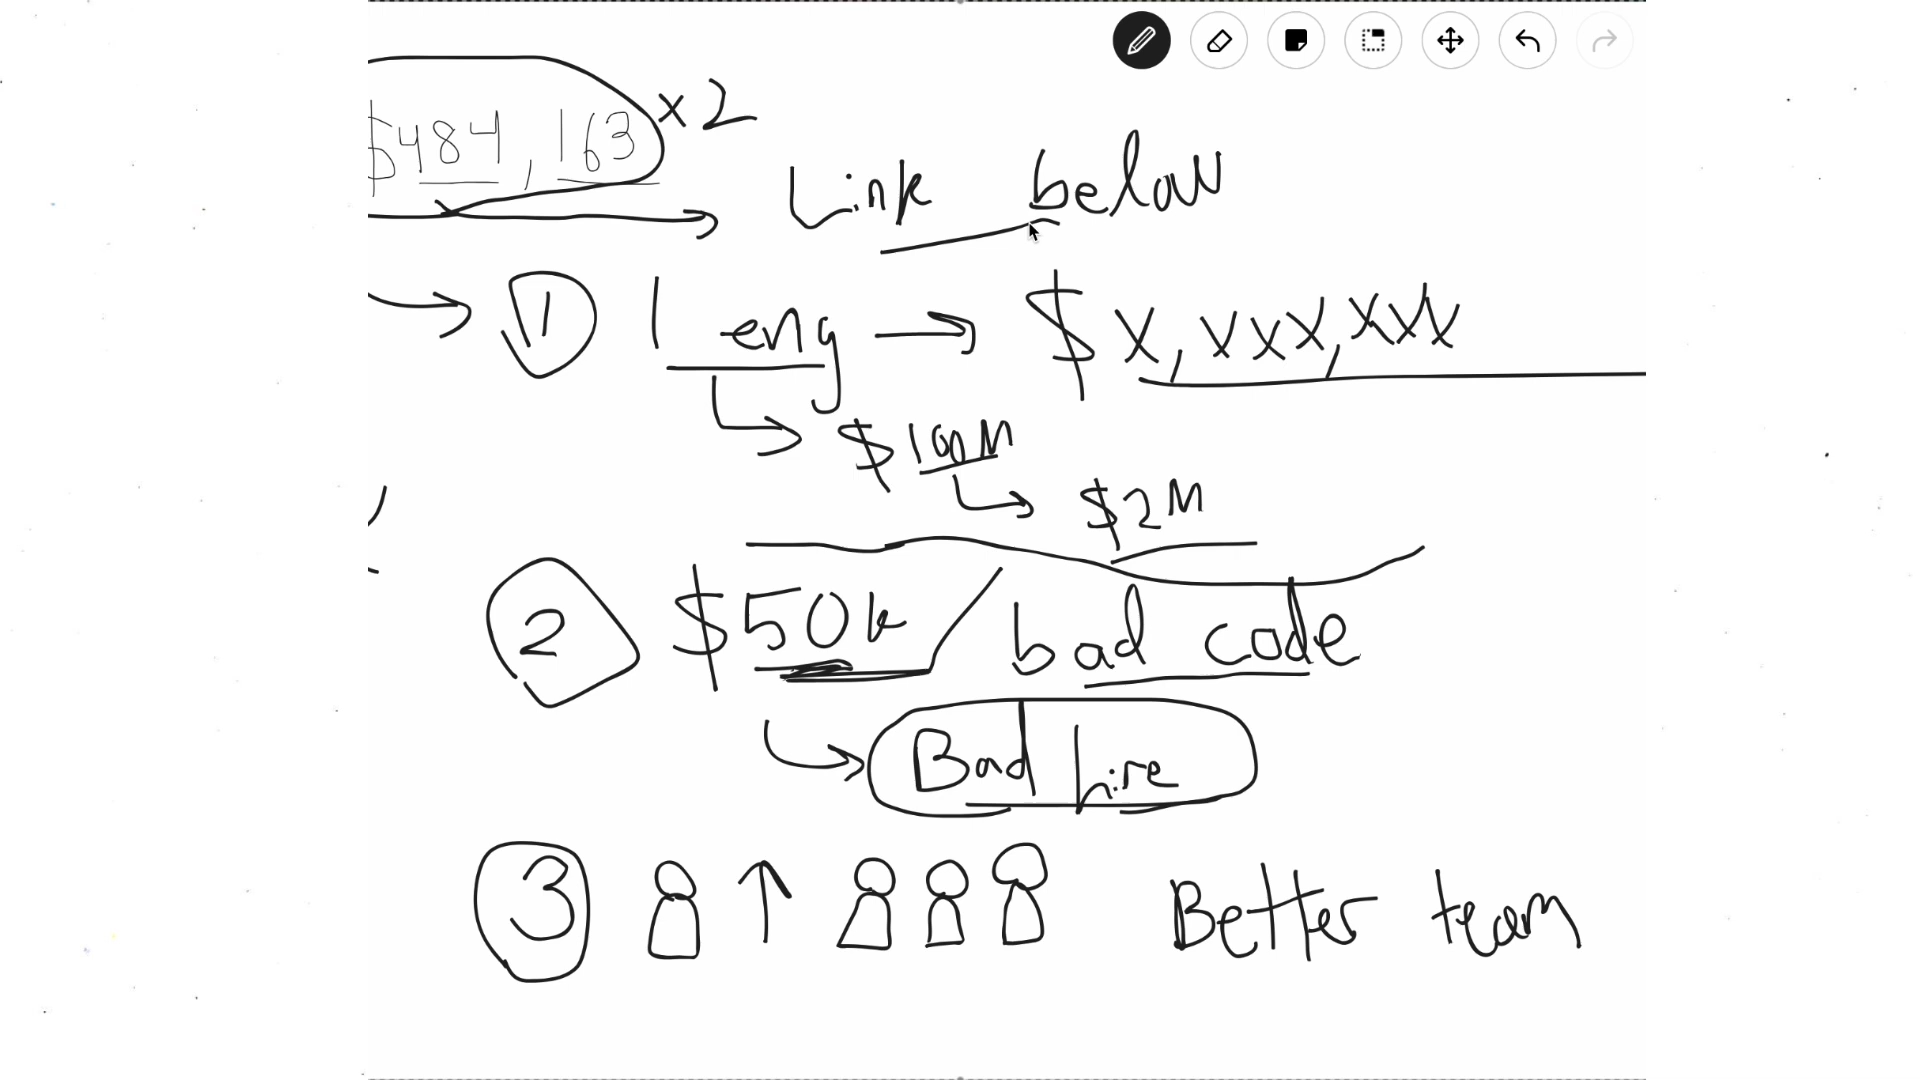 $484,163 x2
Link below
1 1 eng → $x,xxx,xxx
$100M
$2M
2 $50k / bad code
Bad hire
3 ↑ Better team